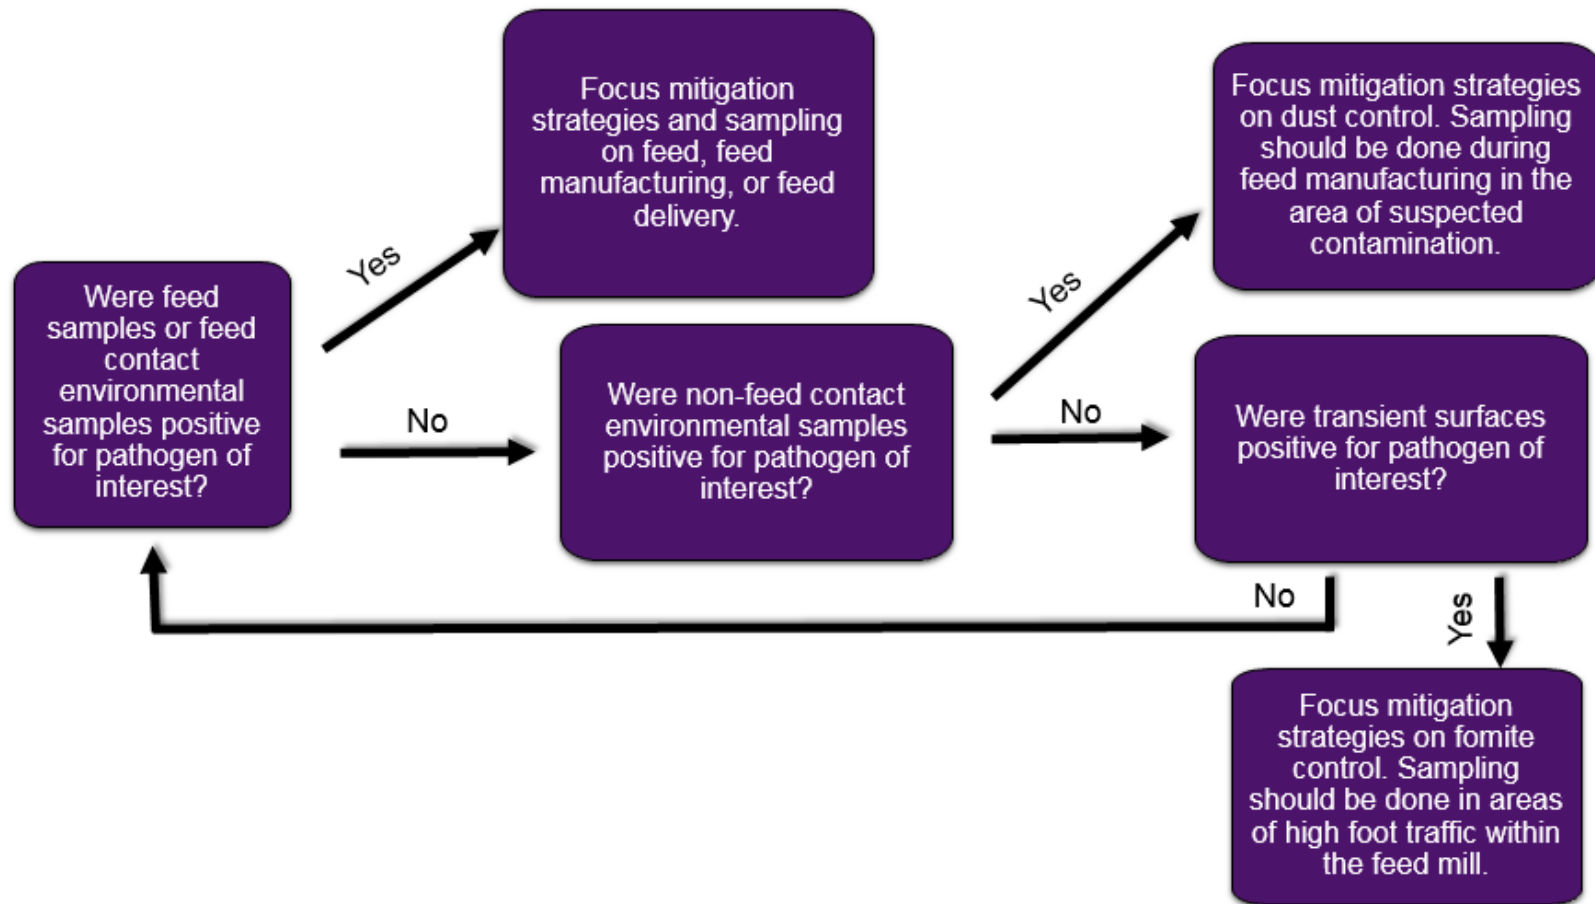 Were feed
samples or feed
contact
environmental
samples positive
for pathogen of
interest?
Yes
Focus mitigation
strategies and sampling
on feed, feed
manufacturing, or feed
delivery.
No
Were non-feed contact
environmental samples
positive for pathogen of
interest?
Yes
Focus mitigation strategies
on dust control. Sampling
should be done during
feed manufacturing in the
area of suspected
contamination.
No
Were transient surfaces
positive for pathogen of
interest?
No
Yes
Focus mitigation
strategies on fomite
control. Sampling
should be done in areas
of high foot traffic within
the feed mill.